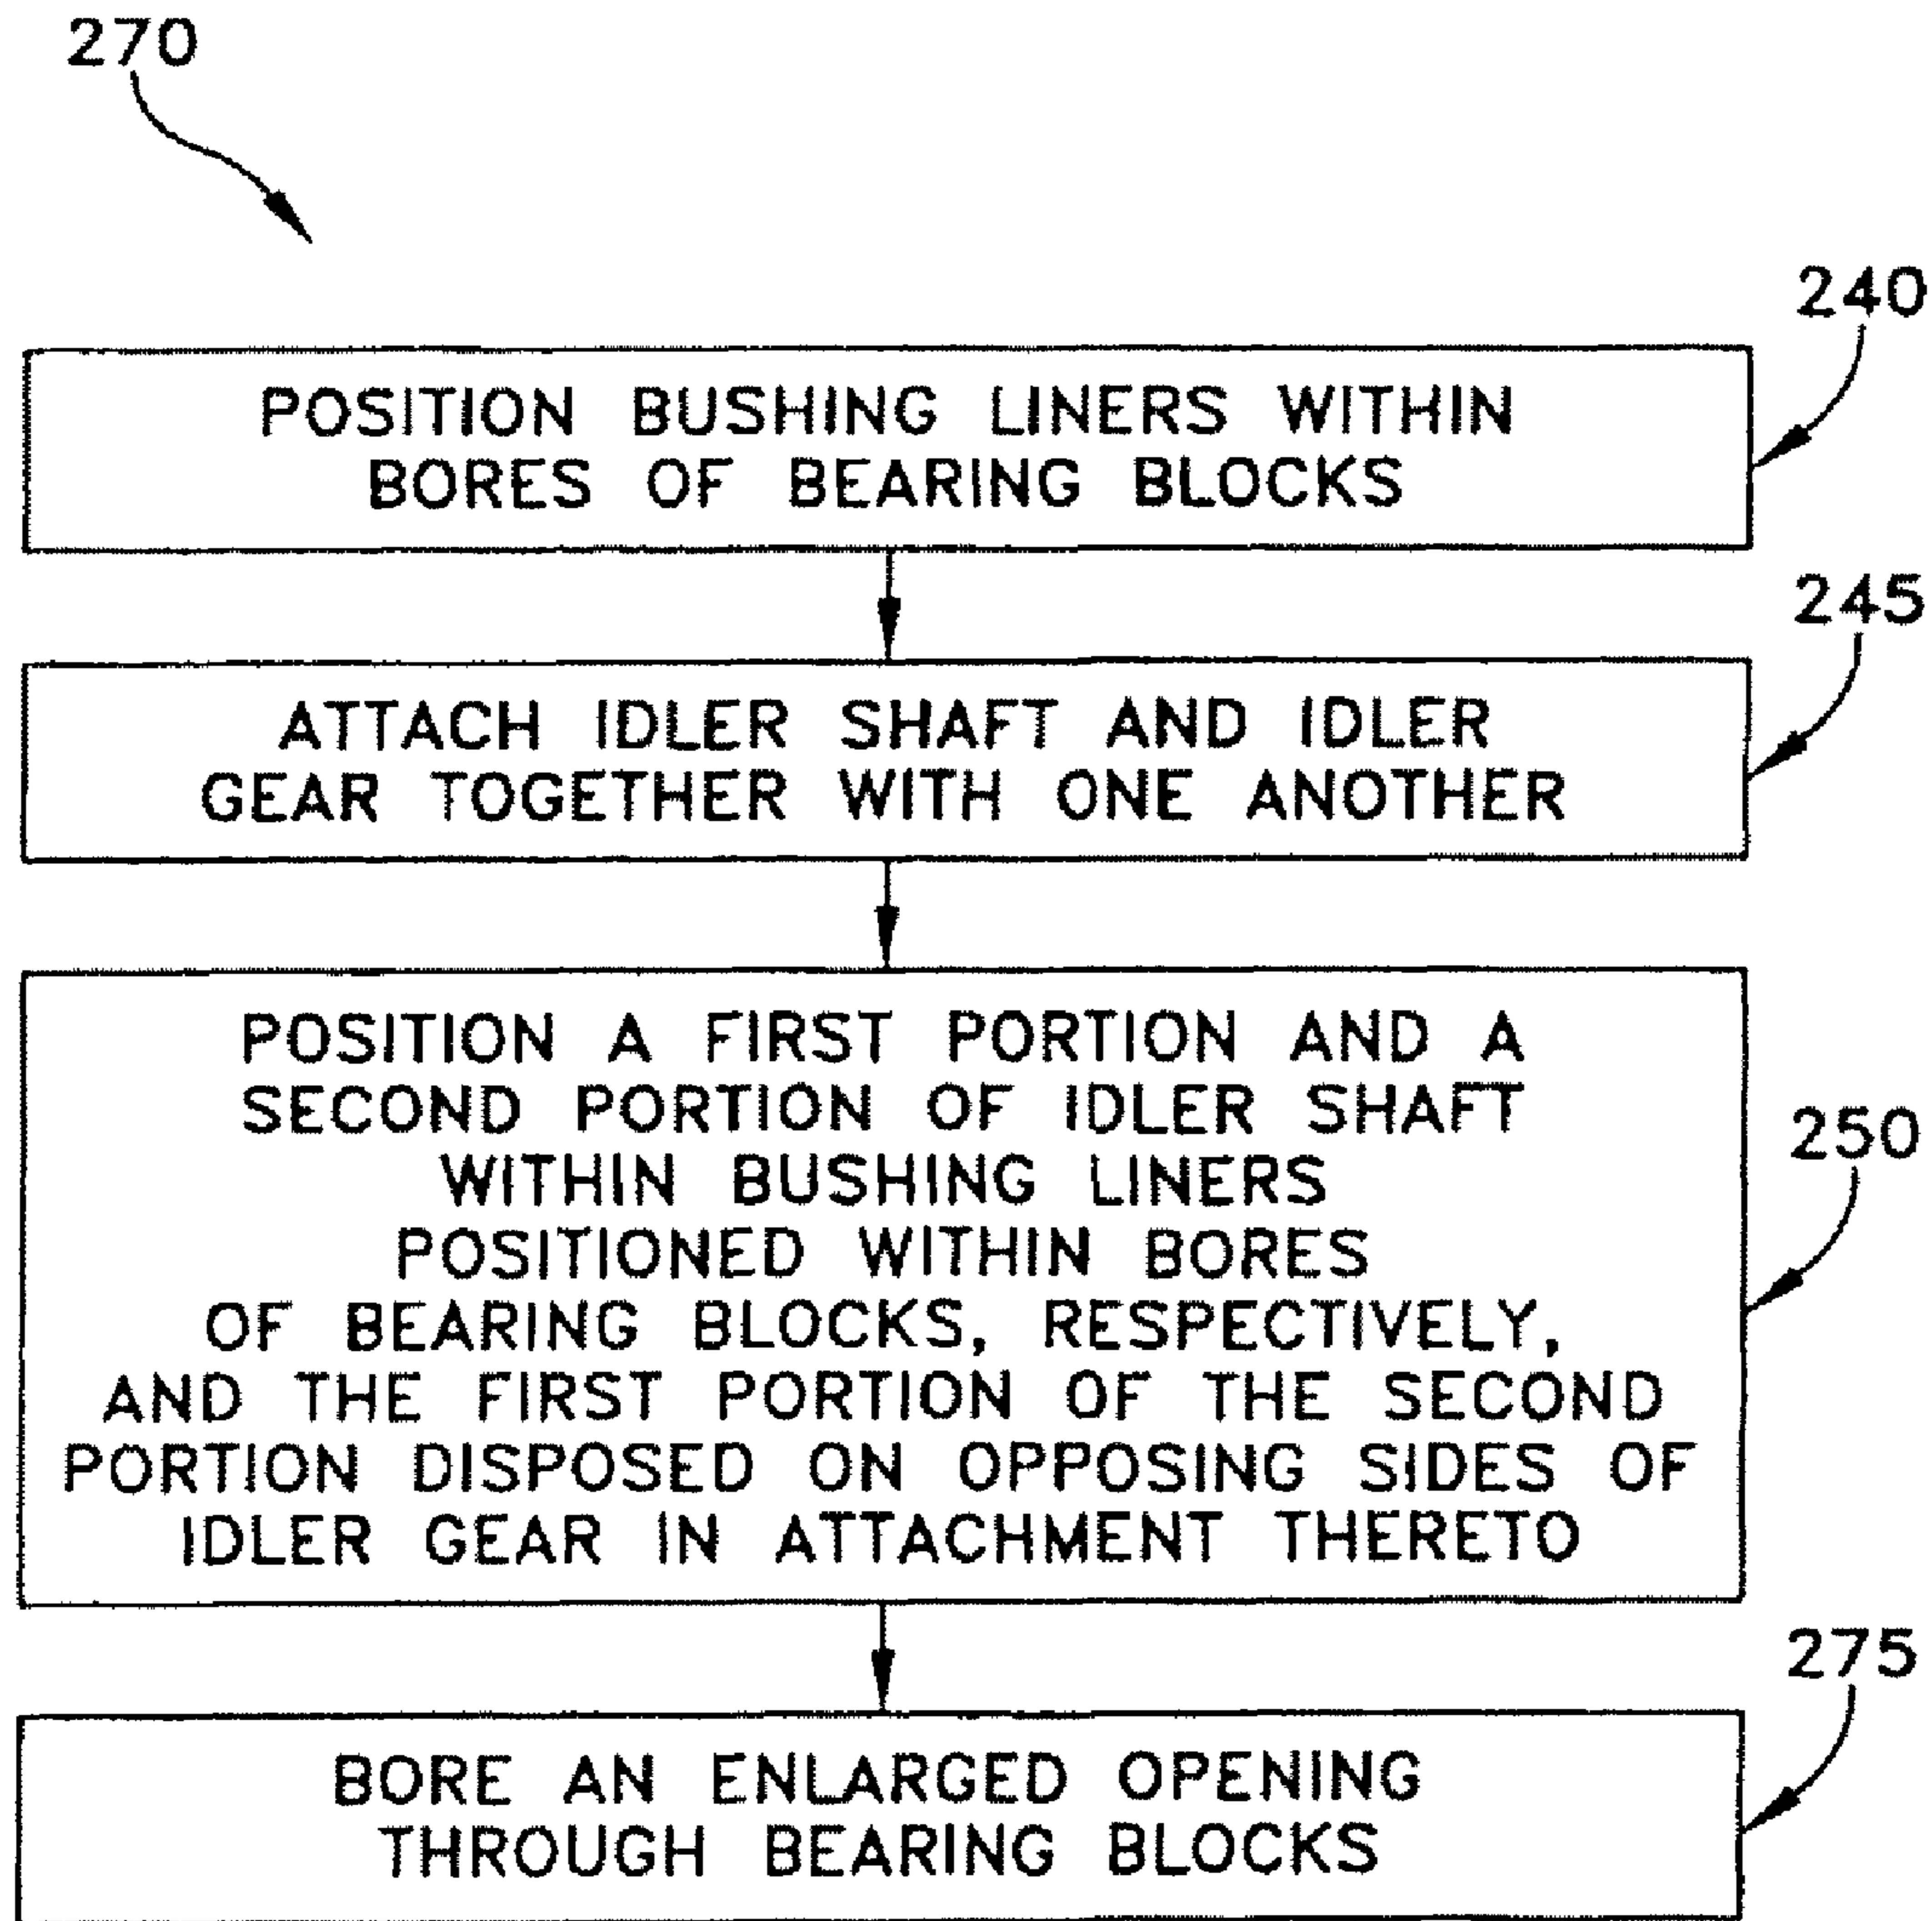 270
240
POSITION BUSHING LINERS WITHIN
BORES OF BEARING BLOCKS
245
ATTACH IDLER SHAFT AND IDLER
GEAR TOGETHER WITH ONE ANOTHER
POSITION A FIRST PORTION AND A
SECOND PORTION OF IDLER SHAFT
250
WITHIN BUSHING LINERS
POSITIONED WITHIN BORES
OF BEARING BLOCKS, RESPECTIVELY,
AND THE FIRST PORTION OF THE SECOND
PORTION DISPOSED ON OPPOSING SIDES OF
IDLER GEAR IN ATTACHMENT THERETO
275
BORE AN ENLARGED OPENING
THROUGH BEARING BLOCKS